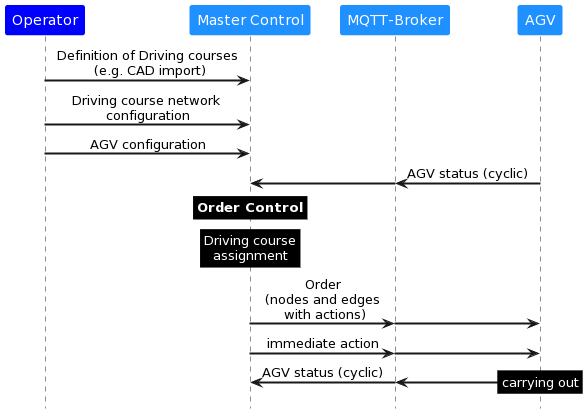 Operator
Master Control
MQTT-Broker
AGV
Definition of Driving courses
(e.g. CAD import)
Driving course network
configuration
AGV configuration
AGV status (cyclic)
Order Control
Driving course
assignment
Order
(nodes and edges
with actions)
immediate action
AGV status (cyclic)
carrying out